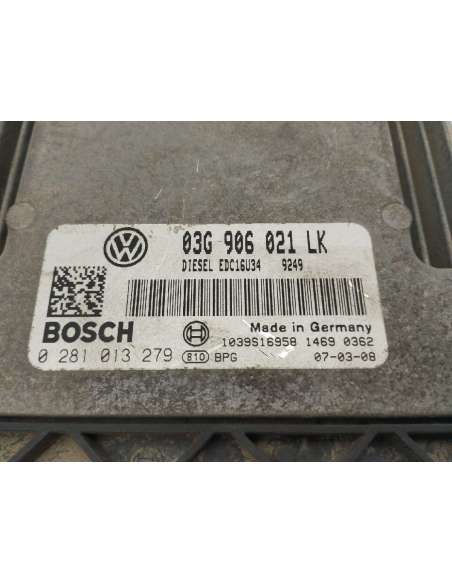 03G 906 021 LK
DIESEL EDC16U34 9249
BOSCH
Made in Germany
1039S16958 1469 0362
0 281 013 279 810 BPG 07-03-08